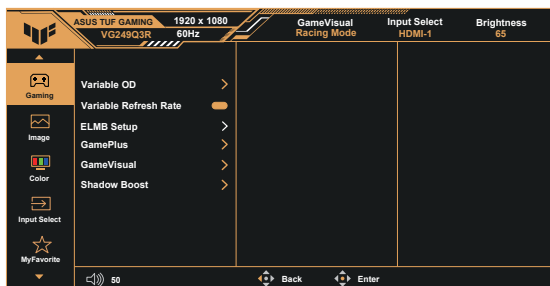 ASUS TUF GAMING 1920 x 1080
VG249Q3R 60Hz
GameVisual
Racing Mode
Input Select
HDMI-1
Brightness
65
Gaming
Image
Color
Input Select
MyFavorite
Variable OD
Variable Refresh Rate
ELMB Setup
GamePlus
GameVisual
Shadow Boost
50
Back
Enter